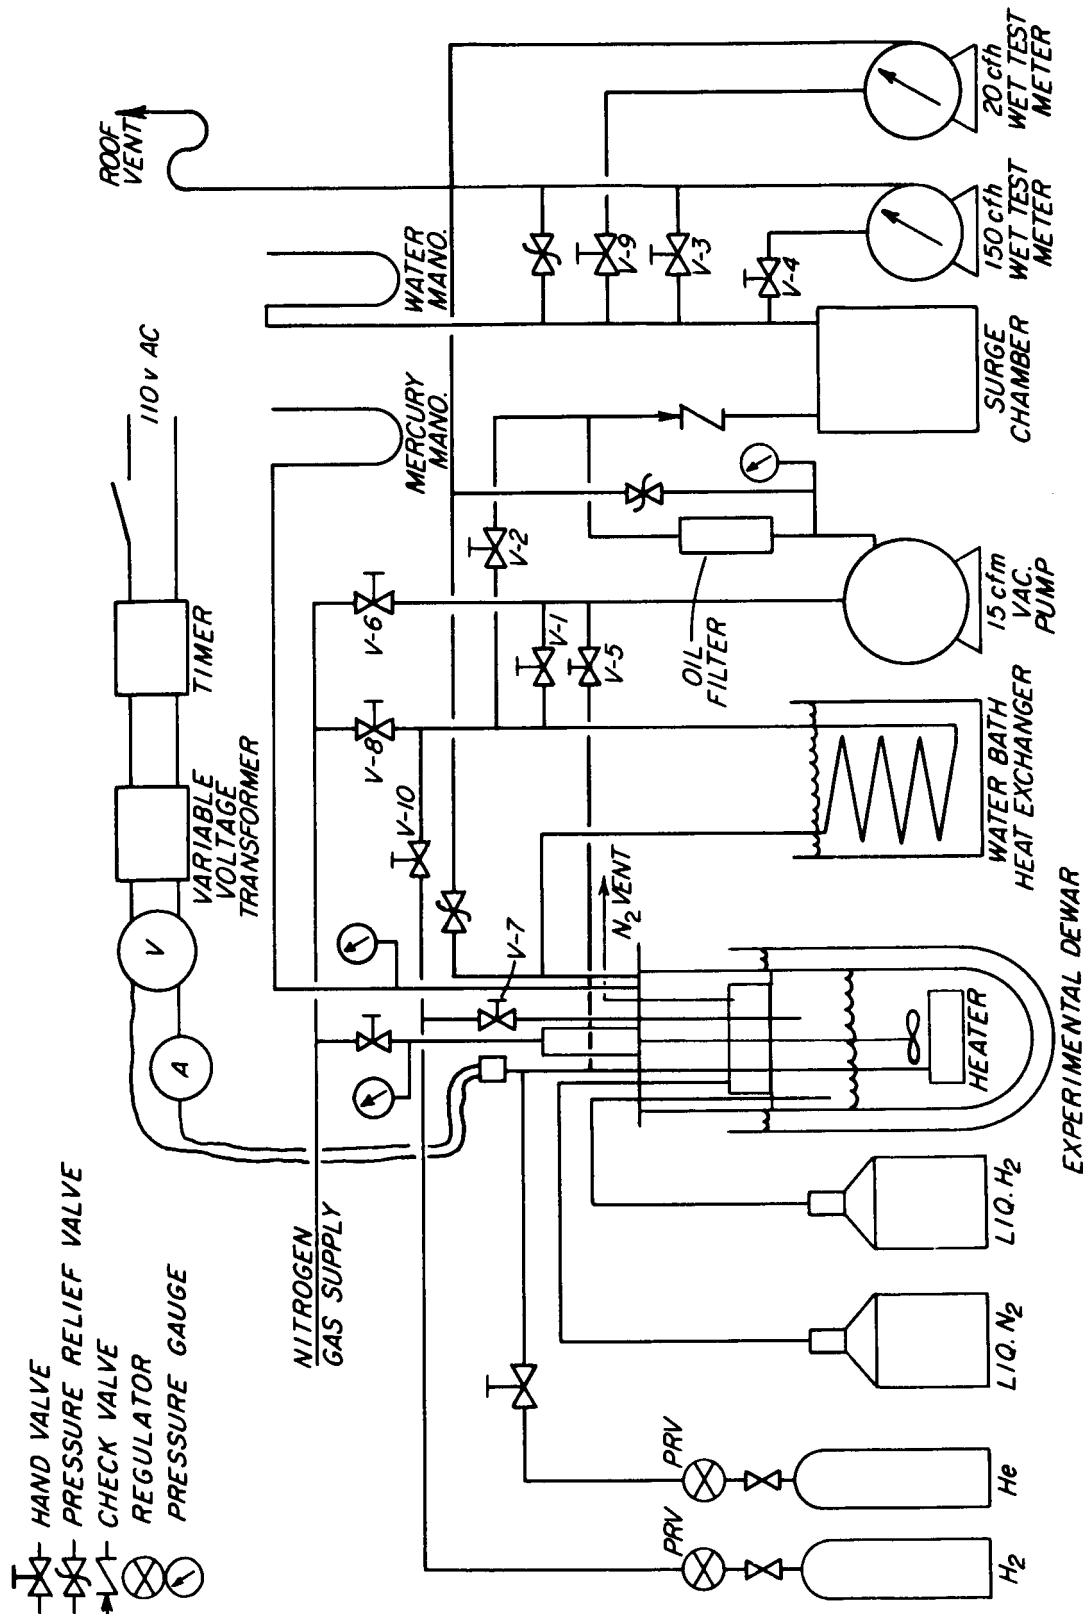 HAND VALVE
PRESSURE RELIEF VALVE
CHECK VALVE
REGULATOR
PRESSURE GAUGE
A
V
VARIABLE
VOLTAGE
TRANSFORMER
TIMER
110v AC
ROOF
VENT
NITROGEN
GAS SUPPLY
MERCURY
MANO.
WATER
MANO.
V-6
V-8
V-10
V-7
V-2
V-1
V-5
V-9
V-3
V-4
N2 VENT
OIL
FILTER
PRV
PRV
H2
He
LIQ. N2
LIQ. H2
HEATER
EXPERIMENTAL DEWAR
WATER BATH
HEAT EXCHANGER
15 cfm
VAC.
PUMP
SURGE
CHAMBER
150 cfh
WET TEST
METER
20 cfh
WET TEST
METER